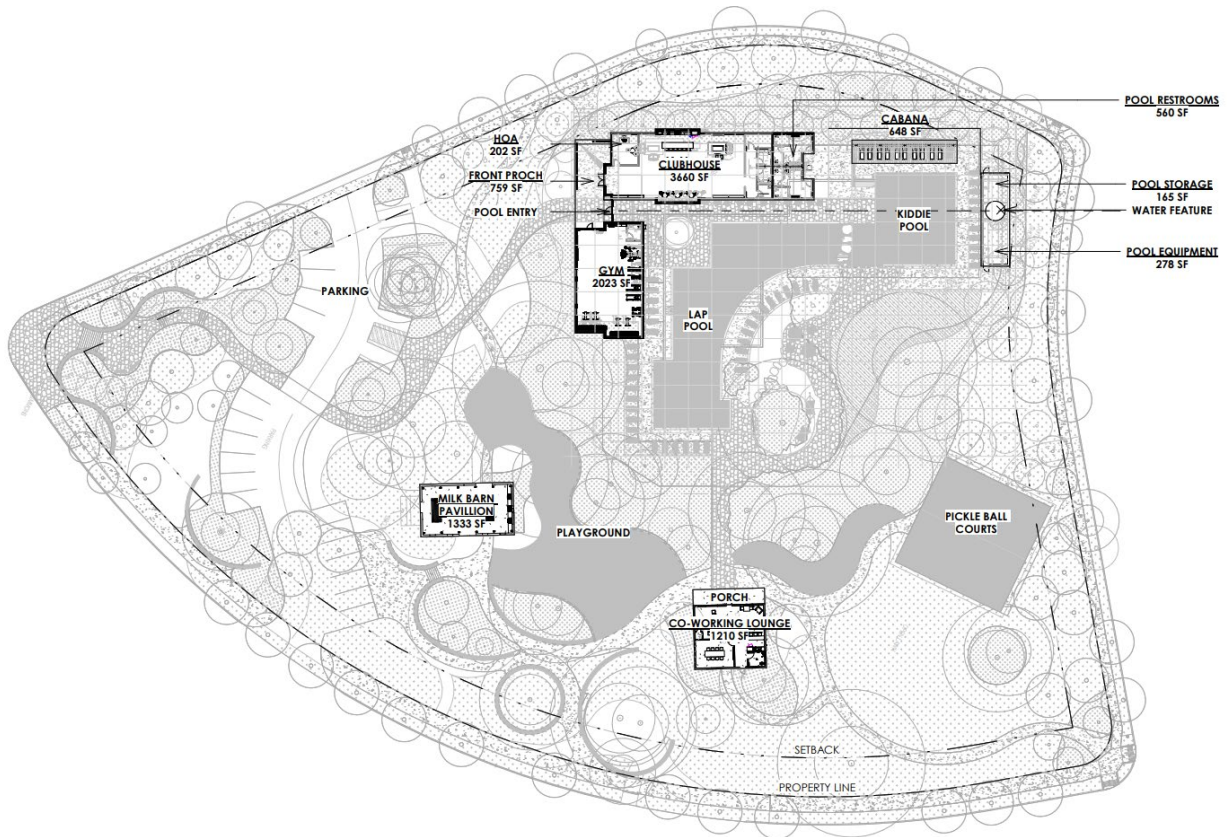 POOL RESTROOMS
560 SF
CABANA
648 SF
HOA
202 SF
CLUBHOUSE
3660 SF
FRONT PROCH
759 SF
POOL STORAGE
165 SF
POOL ENTRY
WATER FEATURE
KIDDIE
POOL
POOL EQUIPMENT
278 SF
GYM
2023 SF
PARKING
LAP
POOL
MILK BARN
PAVILLION
1333 SF
PLAYGROUND
PICKLE BALL
COURTS
PORCH
CO-WORKING LOUNGE
1210 SF
SETBACK
PROPERTY LINE